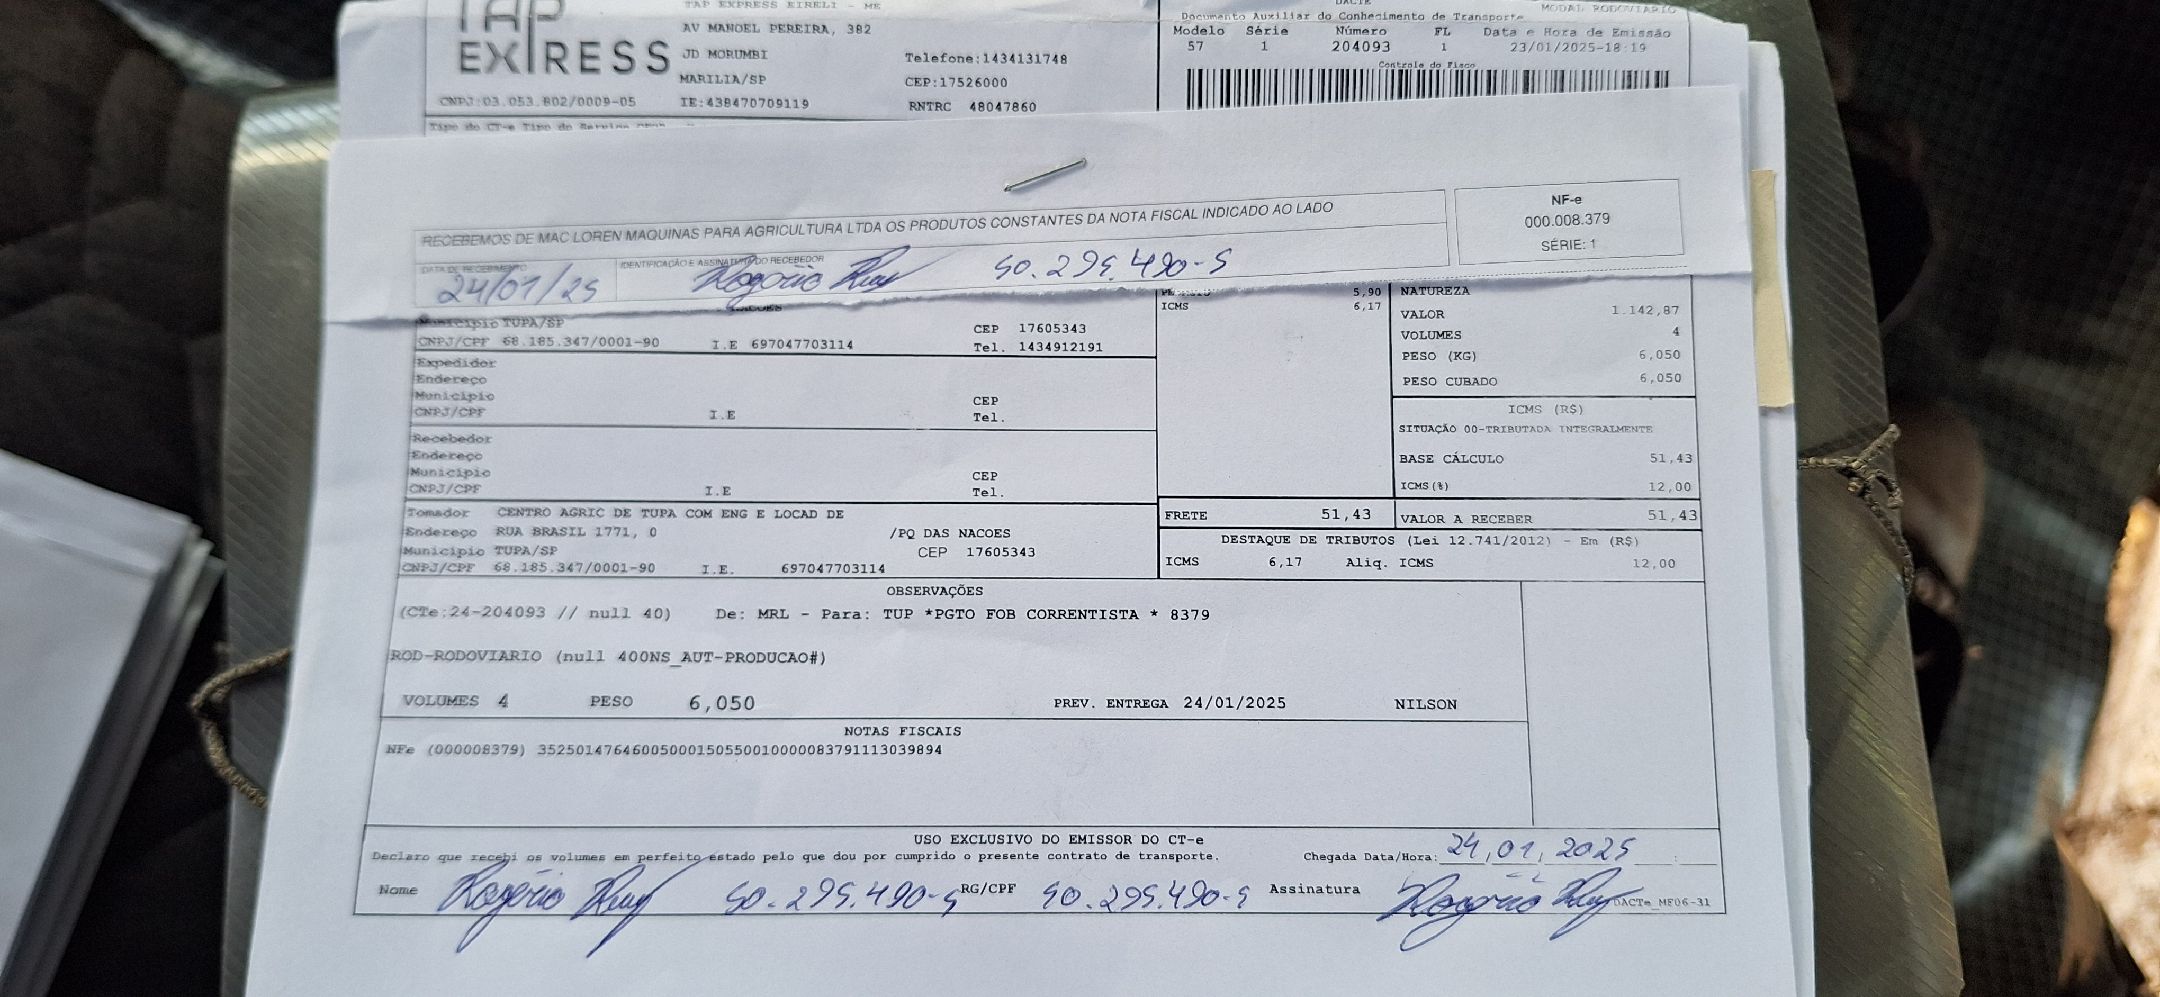 TAP
EXPRESS
TAP EXPRESS EIRELI - ME
AV MANOEL PEREIRA, 382
JD MORUMBI
MARILIA/SP
CNPJ:03.053.802/0009-05 IE:438470709119
Telefone:1434131748
CEP:17526000
RNTRC 48047860
DACTE
Documento Auxiliar do Conhecimento de Transporte MODAL RODOVIARIO
Modelo Série Número FL Data e Hora de Emissão
57 1 204093 1 23/01/2025-18:19
Controle do Fisco
Tipo do CT-e Tipo do Serviço
RECEBEMOS DE MAC LOREN MAQUINAS PARA AGRICULTURA LTDA OS PRODUTOS CONSTANTES DA NOTA FISCAL INDICADO AO LADO
NF-e
000.008.379
SÉRIE: 1
DATA DE RECEBIMENTO IDENTIFICAÇÃO E ASSINATURA DO RECEBEDOR
24/01/25 Rogério 40.295.490-5
Município TUPA/SP CEP 17605343
CNPJ/CPF 68.185.347/0001-90 I.E 697047703114 Tel. 1434912191
Expedidor
Endereço
Município CEP
CNPJ/CPF I.E Tel.
Recebedor
Endereço
Município CEP
CNPJ/CPF I.E Tel.
Tomador CENTRO AGRIC DE TUPA COM ENG E LOCAD DE
Endereço RUA BRASIL 1771, 0 /PQ DAS NACOES
Município TUPA/SP CEP 17605343
CNPJ/CPF 68.185.347/0001-90 I.E. 697047703114
5,90
ICMS 6,17
NATUREZA
VALOR 1.142,87
VOLUMES 4
PESO (KG) 6,050
PESO CUBADO 6,050
ICMS (R$)
SITUAÇÃO 00-TRIBUTADA INTEGRALMENTE
BASE CÁLCULO 51,43
ICMS(%) 12,00
FRETE 51,43 VALOR A RECEBER 51,43
DESTAQUE DE TRIBUTOS (Lei 12.741/2012) - Em (R$)
ICMS 6,17 Aliq. ICMS 12,00
OBSERVAÇÕES
(CTe:24-204093 // null 40) De: MRL - Para: TUP *PGTO FOB CORRENTISTA * 8379
ROD-RODOVIARIO (null 400NS_AUT-PRODUCAO#)
VOLUMES 4 PESO 6,050 PREV. ENTREGA 24/01/2025 NILSON
NOTAS FISCAIS
NFe (000008379) 35250147646005000150550010000083791113039894
USO EXCLUSIVO DO EMISSOR DO CT-e
Declaro que recebi os volumes em perfeito estado pelo que dou por cumprido o presente contrato de transporte. Chegada Data/Hora: 24,01,2025 :
Nome Rogério 40.295.490-5 RG/CPF 40.295.490-5 Assinatura Rogério
DACTe_MF06-31